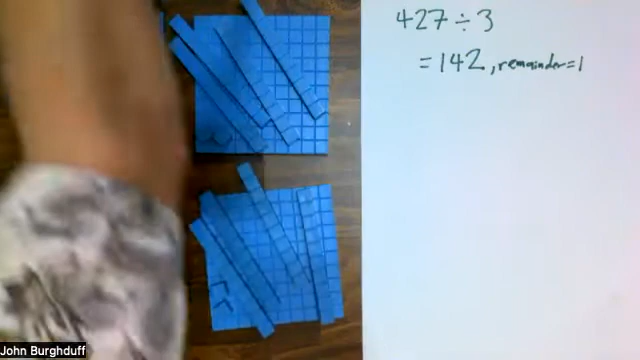 427 ÷ 3
= 142, remainder = 1
John Burghduff